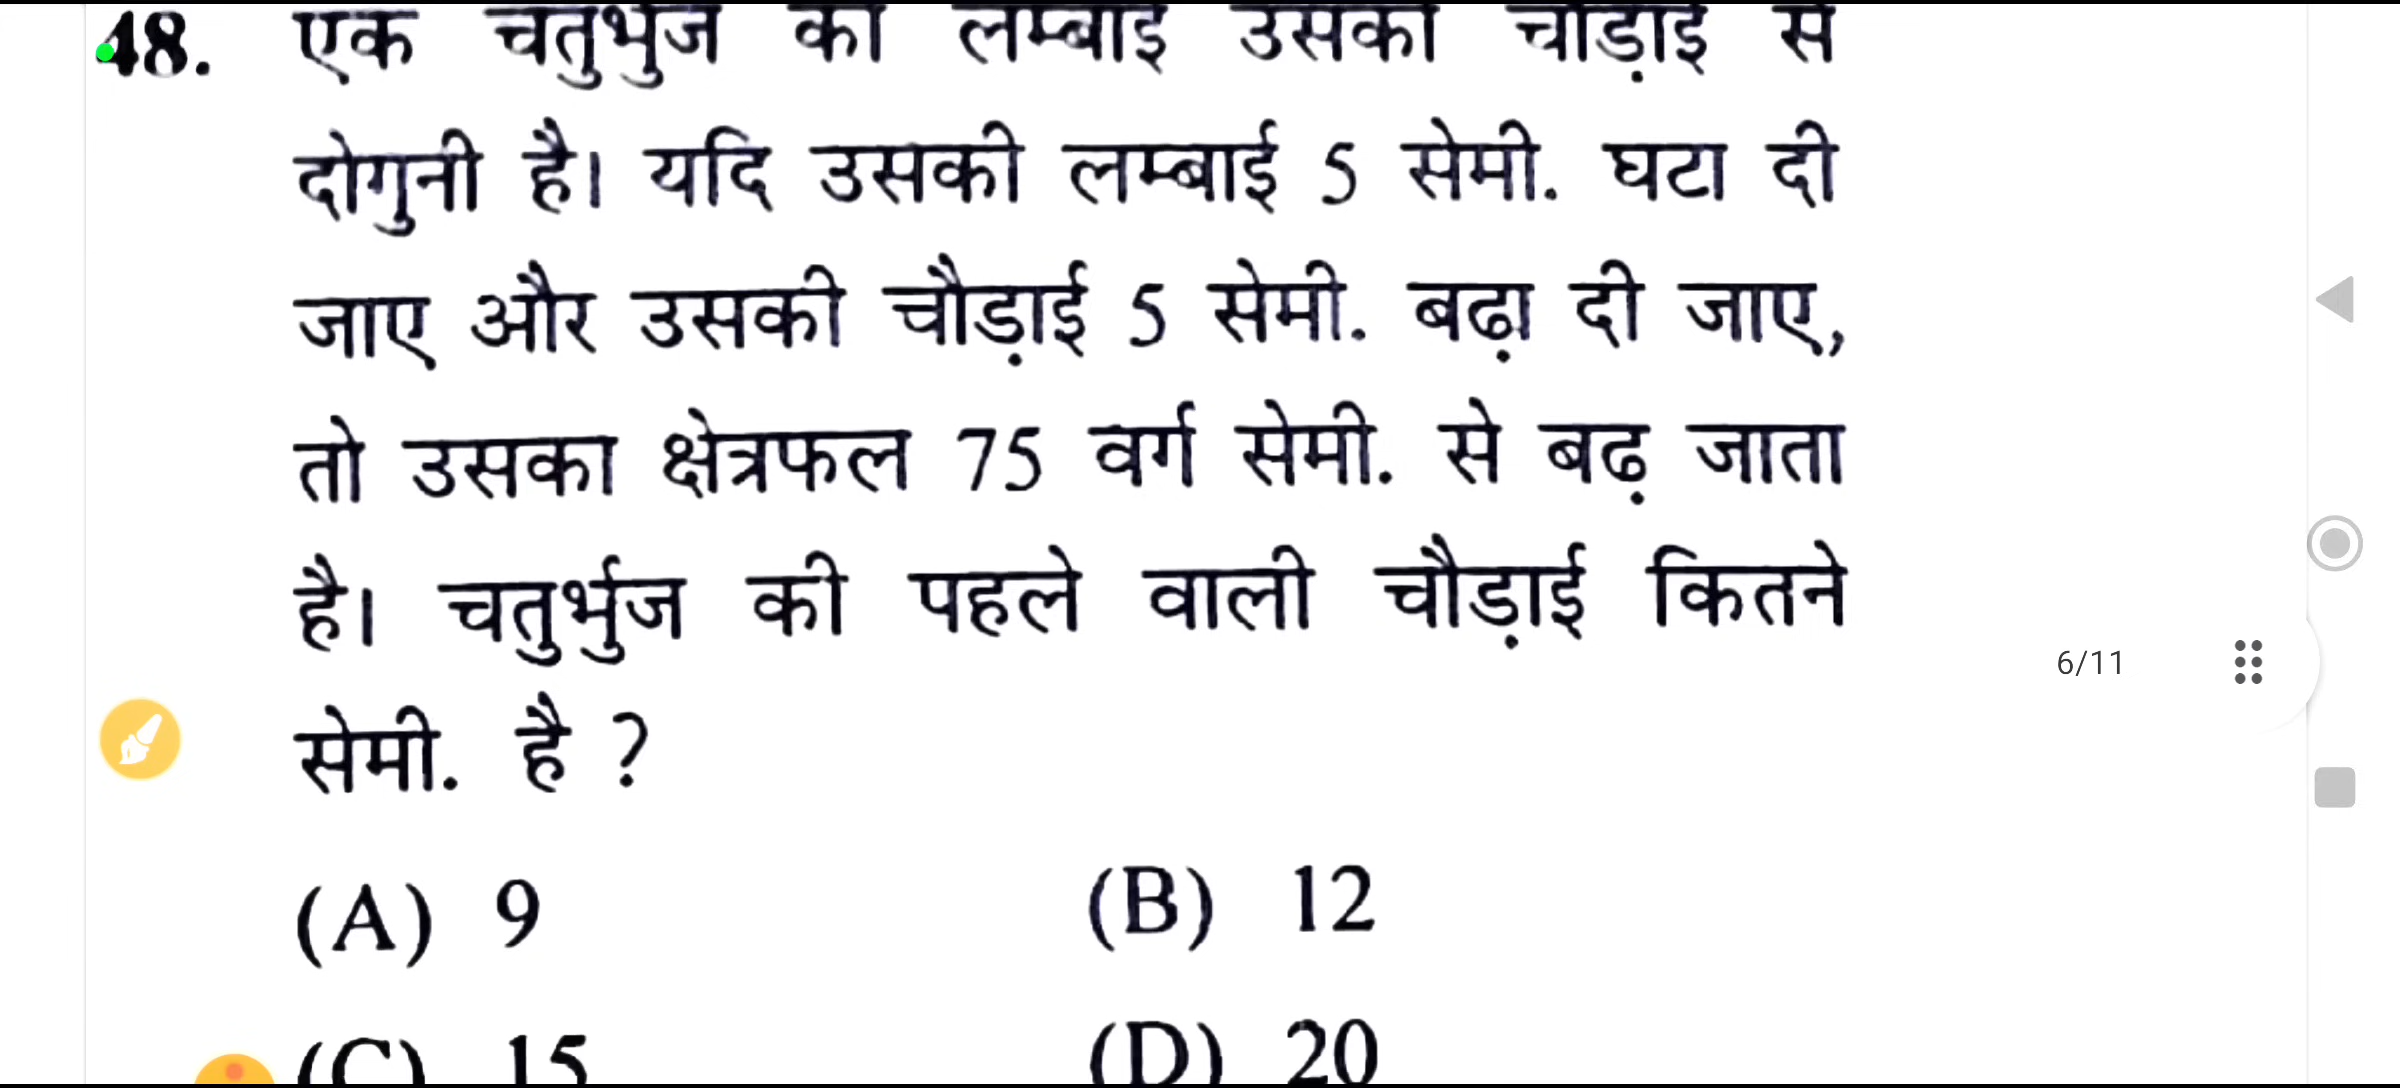 48. एक चतुर्भुज की लम्बाई उसकी चौड़ाई से
दोगुनी है। यदि उसकी लम्बाई 5 सेमी. घटा दी
जाए और उसकी चौड़ाई 5 सेमी. बढ़ा दी जाए,
तो उसका क्षेत्रफल 75 वर्ग सेमी. से बढ़ जाता
है। चतुर्भुज की पहले वाली चौड़ाई कितने
6/11
सेमी. है ?
(A) 9 (B) 12
(C) 15 (D) 20